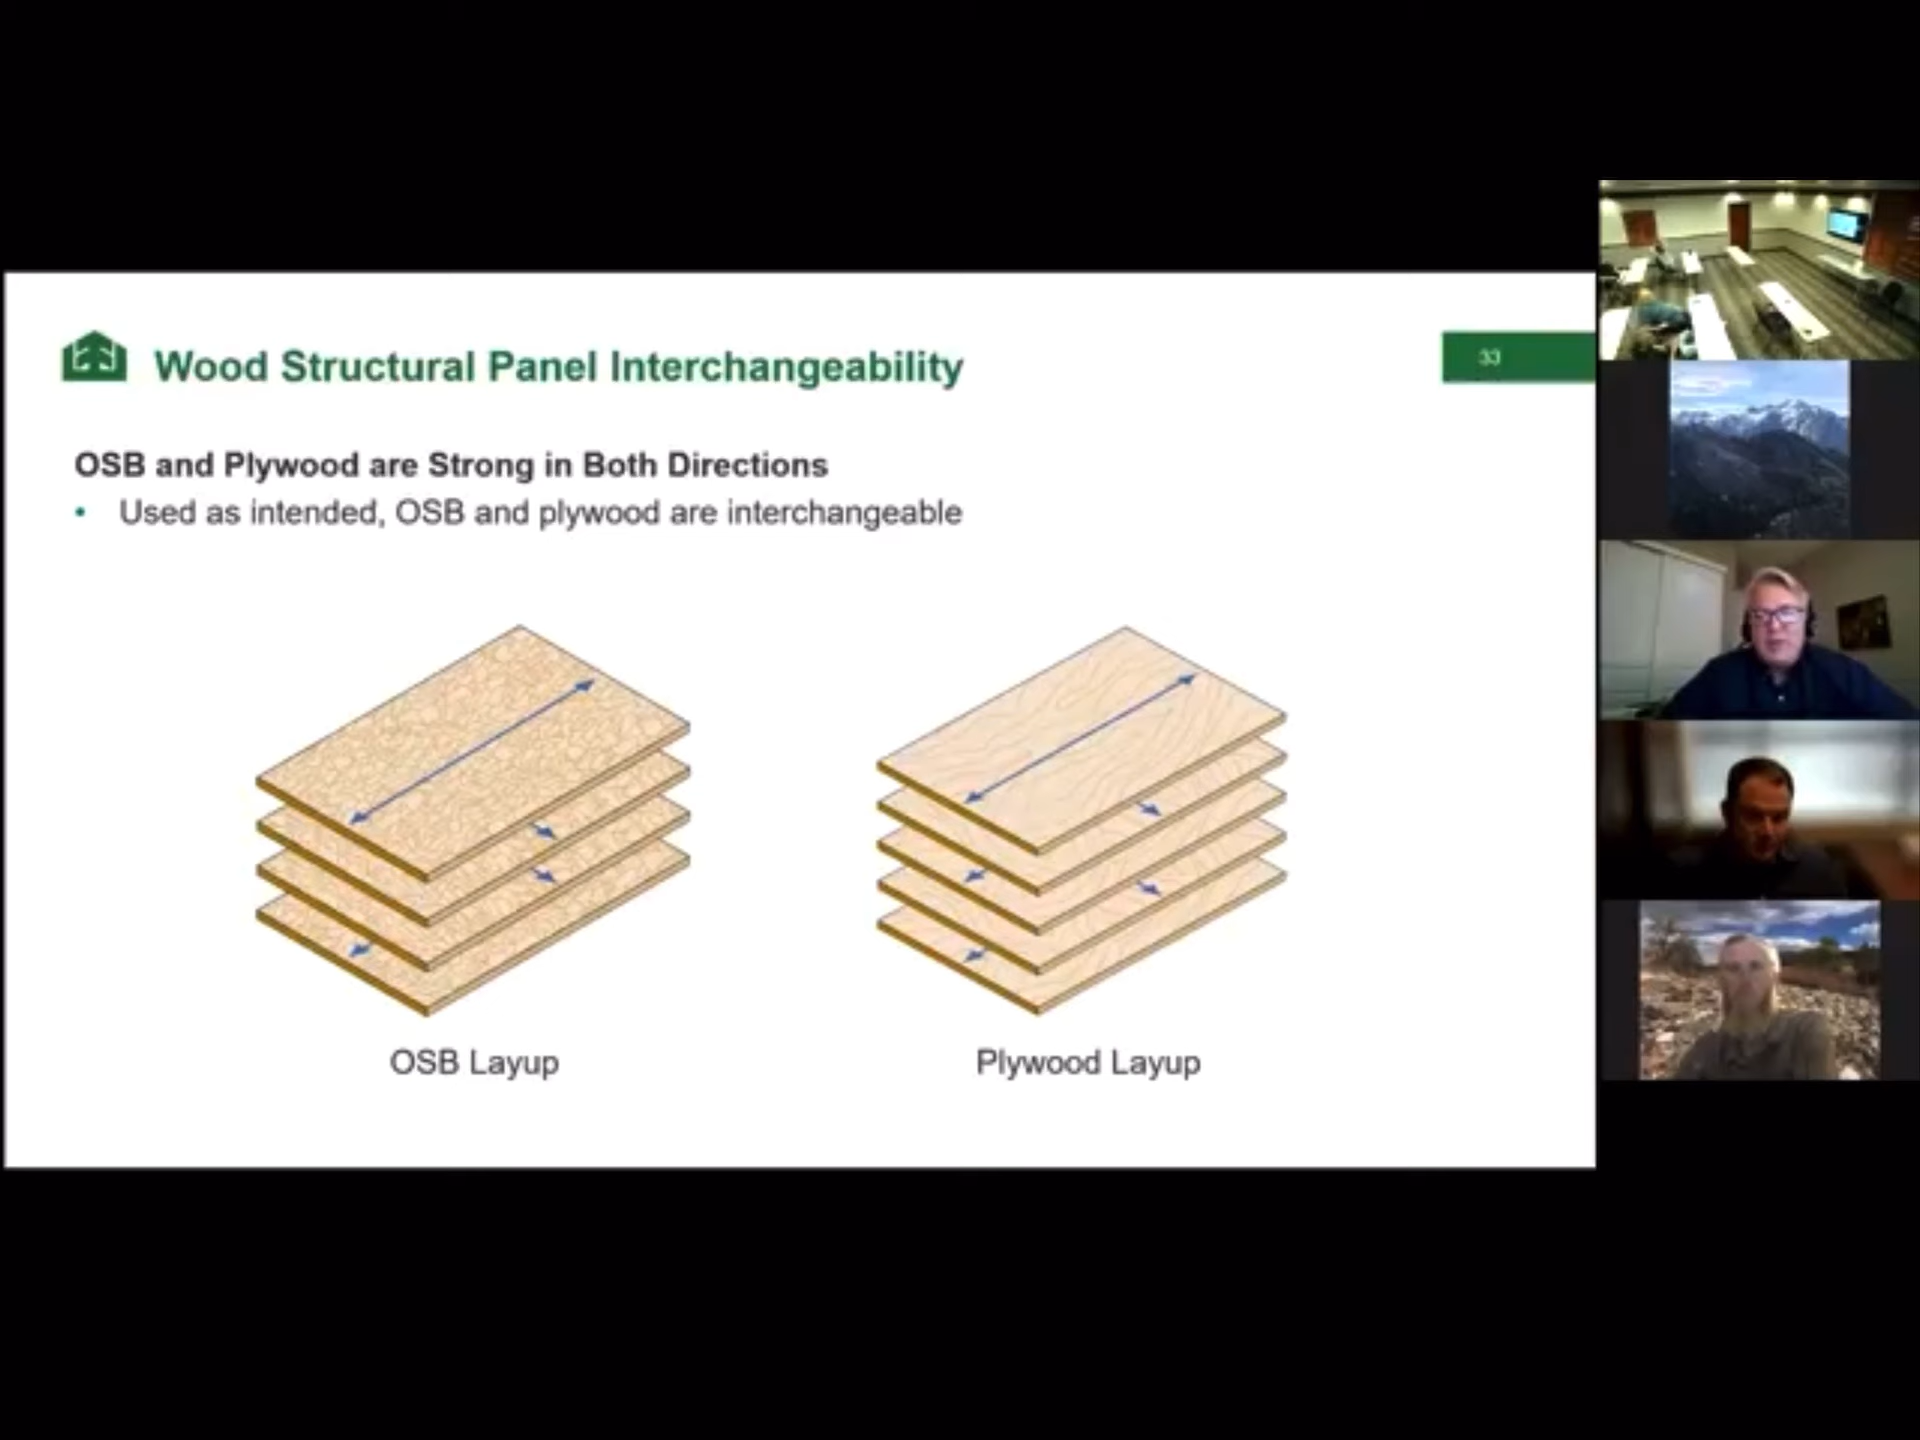 Wood Structural Panel Interchangeability
33
OSB and Plywood are Strong in Both Directions
• Used as intended, OSB and plywood are interchangeable
OSB Layup
Plywood Layup